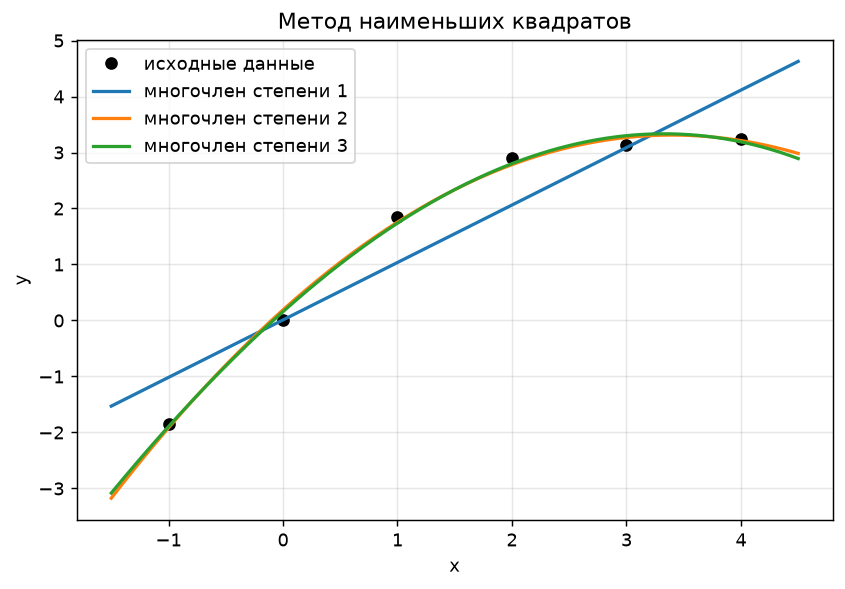 Метод наименьших квадратов
исходные данные
многочлен степени 1
многочлен степени 2
многочлен степени 3
5
4
3
2
1
0
−1
−2
−3
y
−1 0 1 2 3 4
x